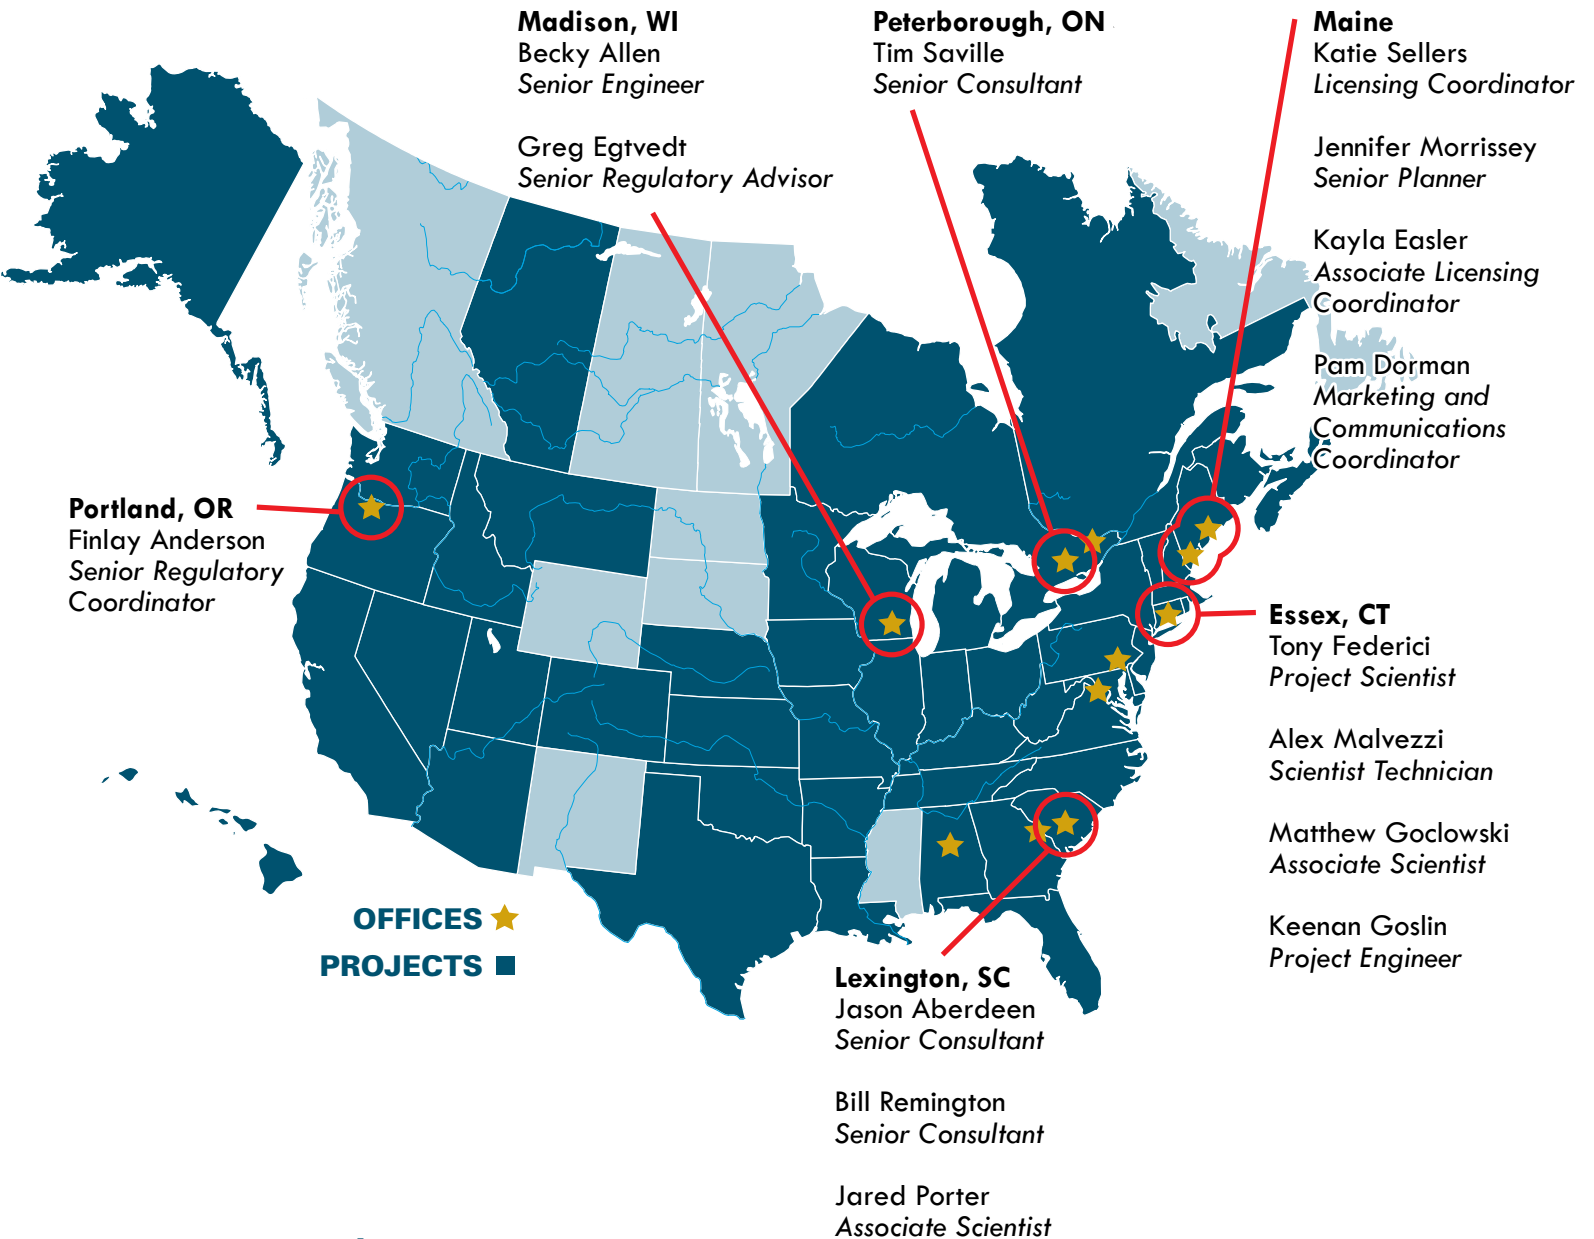 Madison, WI
Becky Allen
Senior Engineer
Greg Egtvedt
Senior Regulatory Advisor
Peterborough, ON
Tim Saville
Senior Consultant
Maine
Katie Sellers
Licensing Coordinator
Jennifer Morrissey
Senior Planner
Kayla Easler
Associate Licensing
Coordinator
Pam Dorman
Marketing and
Communications
Coordinator
Portland, OR
Finlay Anderson
Senior Regulatory
Coordinator
Essex, CT
Tony Federici
Project Scientist
Alex Malvezzi
Scientist Technician
Matthew Goclowski
Associate Scientist
Keenan Goslin
Project Engineer
OFFICES
PROJECTS
Lexington, SC
Jason Aberdeen
Senior Consultant
Bill Remington
Senior Consultant
Jared Porter
Associate Scientist